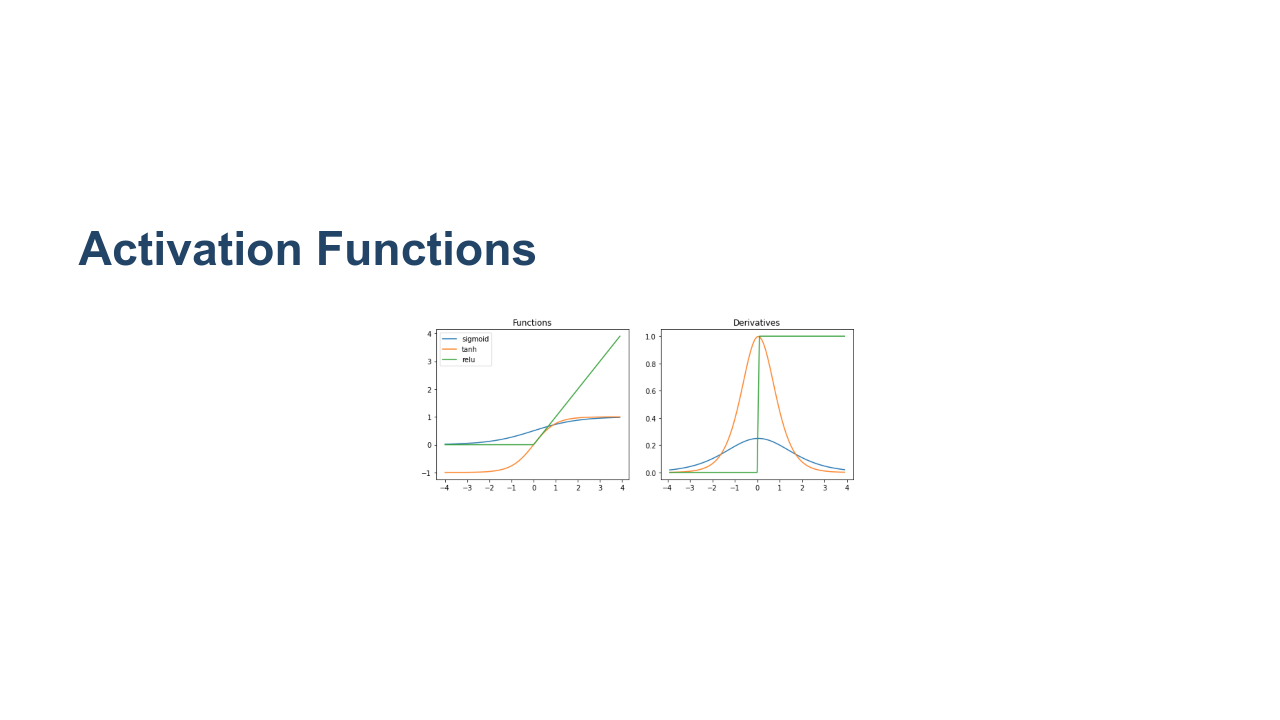 Activation Functions
Functions
4
3
2
1
0
−1
−4 −3 −2 −1 0 1 2 3 4
sigmoid
tanh
relu
Derivatives
1.0
0.8
0.6
0.4
0.2
0.0
−4 −3 −2 −1 0 1 2 3 4